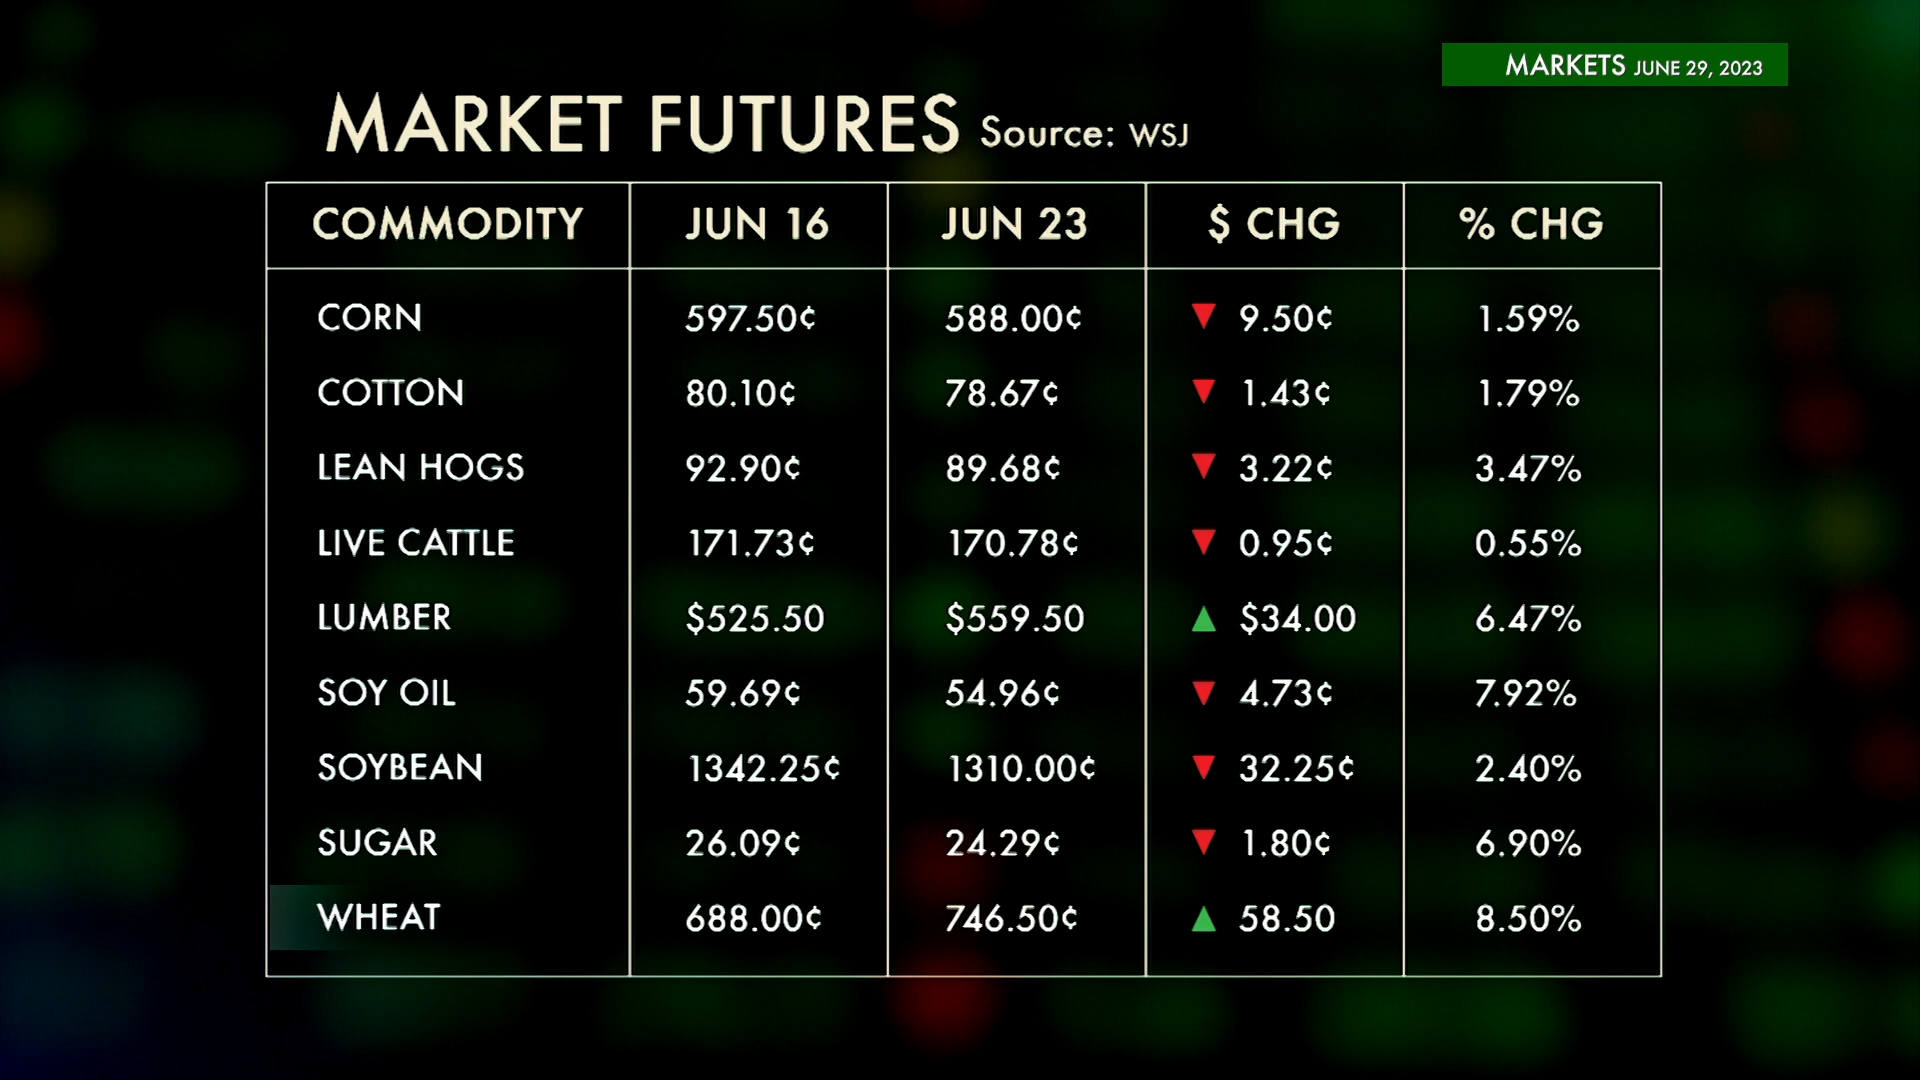 MARKETS JUNE 29, 2023
MARKET FUTURES Source: WSJ
COMMODITY JUN 16 JUN 23 $ CHG % CHG
CORN 597.50¢ 588.00¢ ▼ 9.50¢ 1.59%
COTTON 80.10¢ 78.67¢ ▼ 1.43¢ 1.79%
LEAN HOGS 92.90¢ 89.68¢ ▼ 3.22¢ 3.47%
LIVE CATTLE 171.73¢ 170.78¢ ▼ 0.95¢ 0.55%
LUMBER $525.50 $559.50 ▲ $34.00 6.47%
SOY OIL 59.69¢ 54.96¢ ▼ 4.73¢ 7.92%
SOYBEAN 1342.25¢ 1310.00¢ ▼ 32.25¢ 2.40%
SUGAR 26.09¢ 24.29¢ ▼ 1.80¢ 6.90%
WHEAT 688.00¢ 746.50¢ ▲ 58.50 8.50%